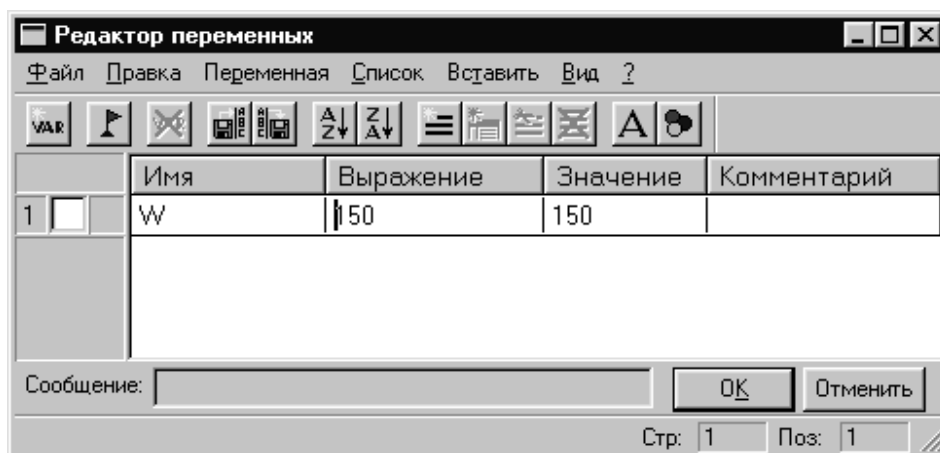 Редактор переменных
Файл Правка Переменная Список Вставить Вид ?
VAR A Z Z A A
Имя Выражение Значение Комментарий
1 W 150 150
Сообщение: OK Отменить
Стр: 1 Поз: 1